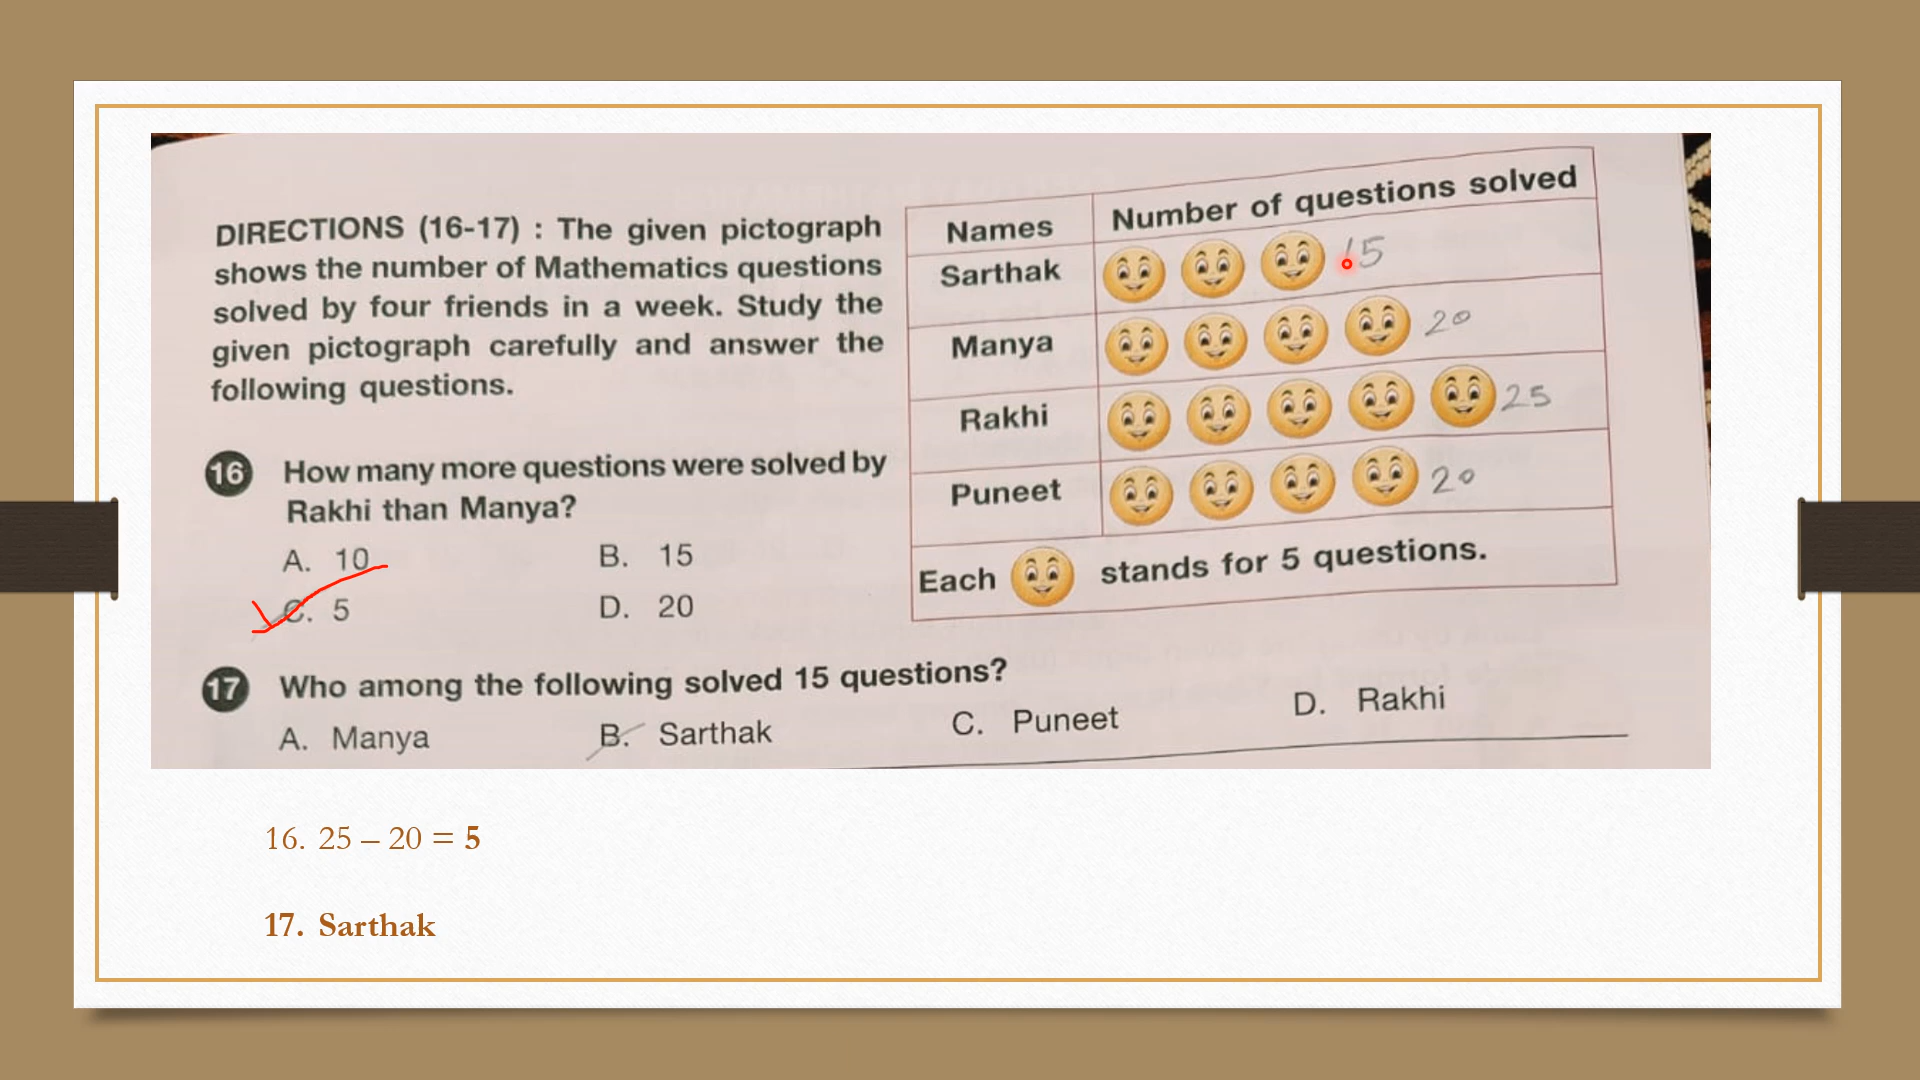 DIRECTIONS (16-17) : The given pictograph
shows the number of Mathematics questions
solved by four friends in a week. Study the
given pictograph carefully and answer the
following questions.
Names Number of questions solved
Sarthak 15
Manya 20
Rakhi 25
Puneet 20
Each stands for 5 questions.
16 How many more questions were solved by
Rakhi than Manya?
A. 10 B. 15
C. 5 D. 20
17 Who among the following solved 15 questions?
A. Manya B. Sarthak C. Puneet D. Rakhi
16. 25 – 20 = 5
17. Sarthak